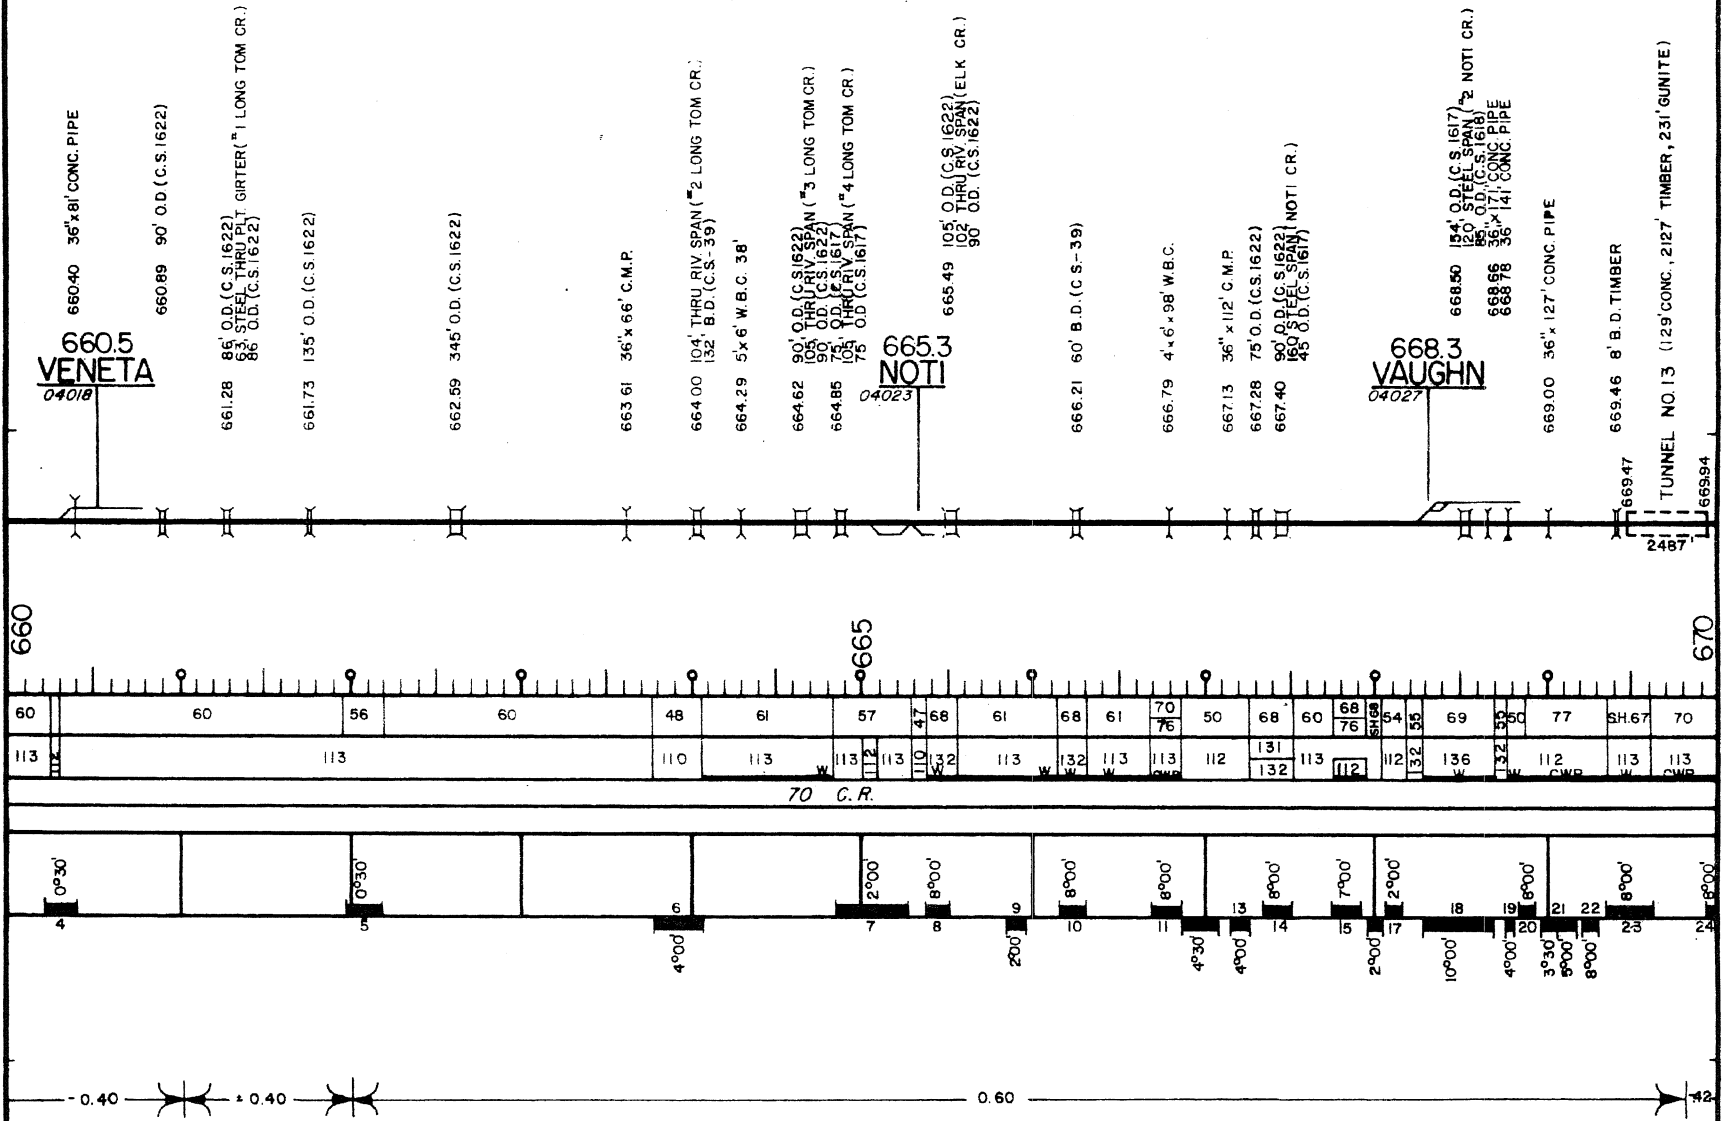 660.40 36"x81' CONC. PIPE
660.89 90' O.D.(C.S.1622)
661.28 86' O.D.(C.S.1622)
63' STEEL THRU PLT. GIRTER(#1 LONG TOM CR.)
86' O.D.(C.S.1622)
661.73 135' O.D.(C.S.1622)
662.59 345' O.D.(C.S.1622)
663.61 36"x66' C.M.P.
664.00 104' THRU RIV. SPAN(#2 LONG TOM CR.)
132' B.D.(C.S.-39)
664.29 5'x6' W.B.C. 38'
664.62 90' O.D.(C.S.1622)
105' THRU RIV. SPAN(#3 LONG TOM CR.)
90' O.D.(C.S.1622)
664.85 75' O.D.(C.S.1617)
105' THRU RIV. SPAN(#4 LONG TOM CR.)
75' O.D(C.S.1617)
665.49 105' O.D.(C.S.1622)
102' THRU RIV. SPAN(ELK CR.)
90' O.D.(C.S.1622)
666.21 60' B.D.(C.S.-39)
666.79 4'x6'x98' W.B.C.
667.13 36"x112' C.M.P.
667.28 75' O.D.(C.S.1622)
667.40 90' O.D.(C.S.1622)
160' STEEL SPAN(NOTI CR.)
45' O.D.(C.S.1617)
668.50 154' O.D.(C.S.1617)
120' STEEL SPAN(#2 NOTI CR.)
85' O.D.(C.S.1618)
668.66 36"x171' CONC. PIPE
668.78 36" 141' CONC. PIPE
669.00 36"x127' CONC. PIPE
669.46 8' B.D. TIMBER
669.47
TUNNEL NO.13 (129' CONC., 2127' TIMBER, 231' GUNITE)
669.94
2487'
660.5
VENETA
04018
665.3
NOTI
04023
668.3
VAUGHN
04027
660
665
670
60 60 56 60 48 61 57 47 68 61 68 61 70 76 50 68 60 68 76 SH68 54 55 69 55 50 77 SH.67 70
113 112 113 110 113 W 113 112 113 110 132 W 113 W 132 W 113 W 113 CWR 112 131 132 113 112 112 132 136 W 132 W 112 CWR 113 W 113 CWR
70 C.R.
0°30' 0°30' 2°00' 8°00' 8°00' 8°00' 8°00' 7°00' 2°00' 8°00' 8°00' 6°00'
4 5 6 7 8 9 10 11 13 14 15 17 18 19 20 21 22 23 24
4°00' 2°00' 4°30' 4°00' 2°00' 10°00' 4°00' 3°30' 5°00' 8°00'
-0.40 ± 0.40 0.60 .42